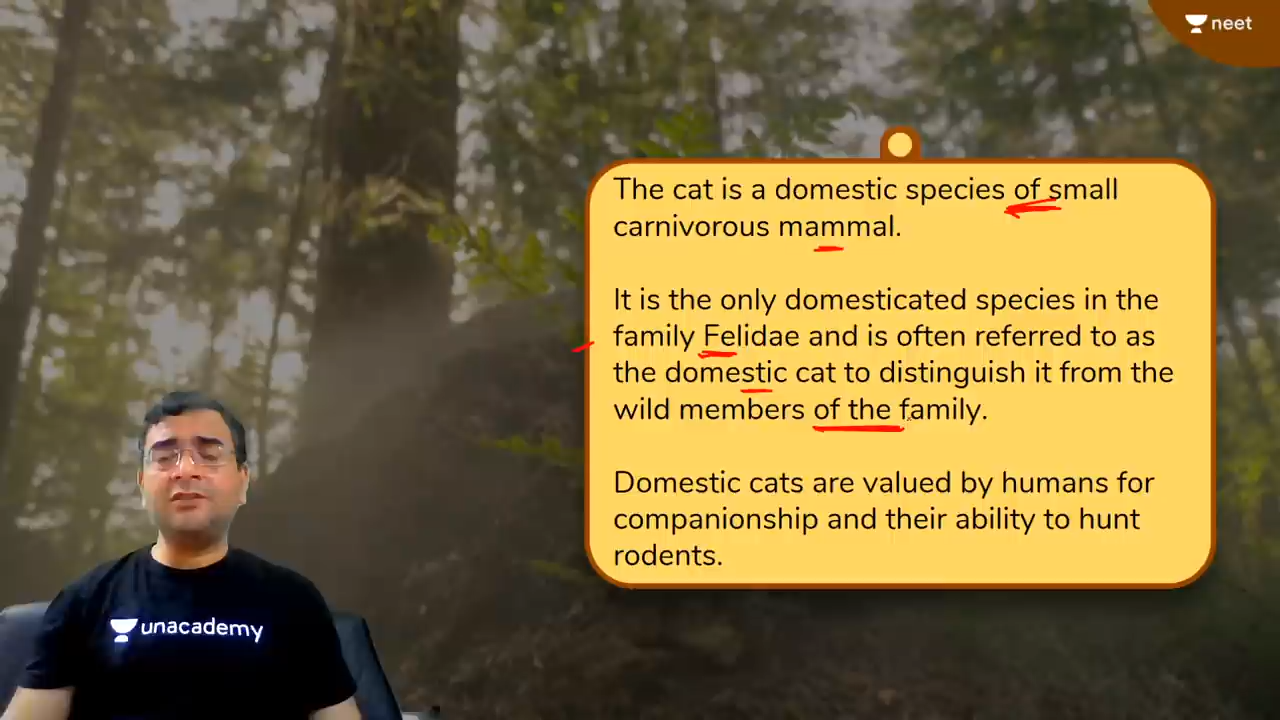 neet
The cat is a domestic species of small
carnivorous mammal.
It is the only domesticated species in the
family Felidae and is often referred to as
the domestic cat to distinguish it from the
wild members of the family.
Domestic cats are valued by humans for
companionship and their ability to hunt
rodents.
unacademy